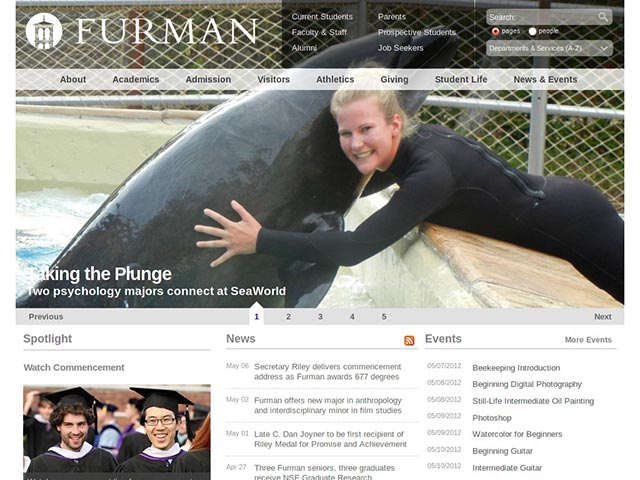 FURMAN
Current Students
Parents
Faculty & Staff
Prospective Students
Alumni
Job Seekers
Search:
pages
people
Departments & Services (A-Z)
About Academics Admission Visitors Athletics Giving Student Life News & Events
Taking the Plunge
Two psychology majors connect at SeaWorld
Previous 1 2 3 4 5 Next
Spotlight
Watch Commencement
News
May 06 Secretary Riley delivers commencement
address as Furman awards 677 degrees
May 02 Furman offers new major in anthropology
and interdisciplinary minor in film studies
May 01 Late C. Dan Joyner to be first recipient of
Riley Medal for Promise and Achievement
Apr 27 Three Furman seniors, three graduates
receive NSF Graduate Research
Events
More Events
05/07/2012 Beekeeping Introduction
05/08/2012 Beginning Digital Photography
05/08/2012 Still-Life Intermediate Oil Painting
05/09/2012 Photoshop
05/09/2012 Watercolor for Beginners
05/10/2012 Beginning Guitar
05/10/2012 Intermediate Guitar